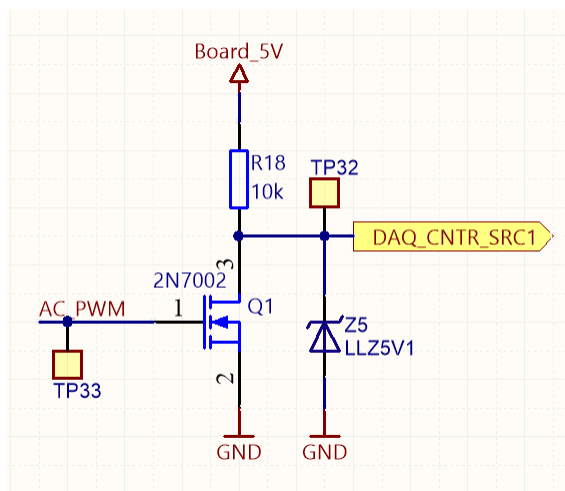 Board_5V
R18
10k
TP32
DAQ_CNTR_SRC1
3
2N7002
Q1
AC_PWM
1
Z5
LLZ5V1
TP33
2
GND
GND